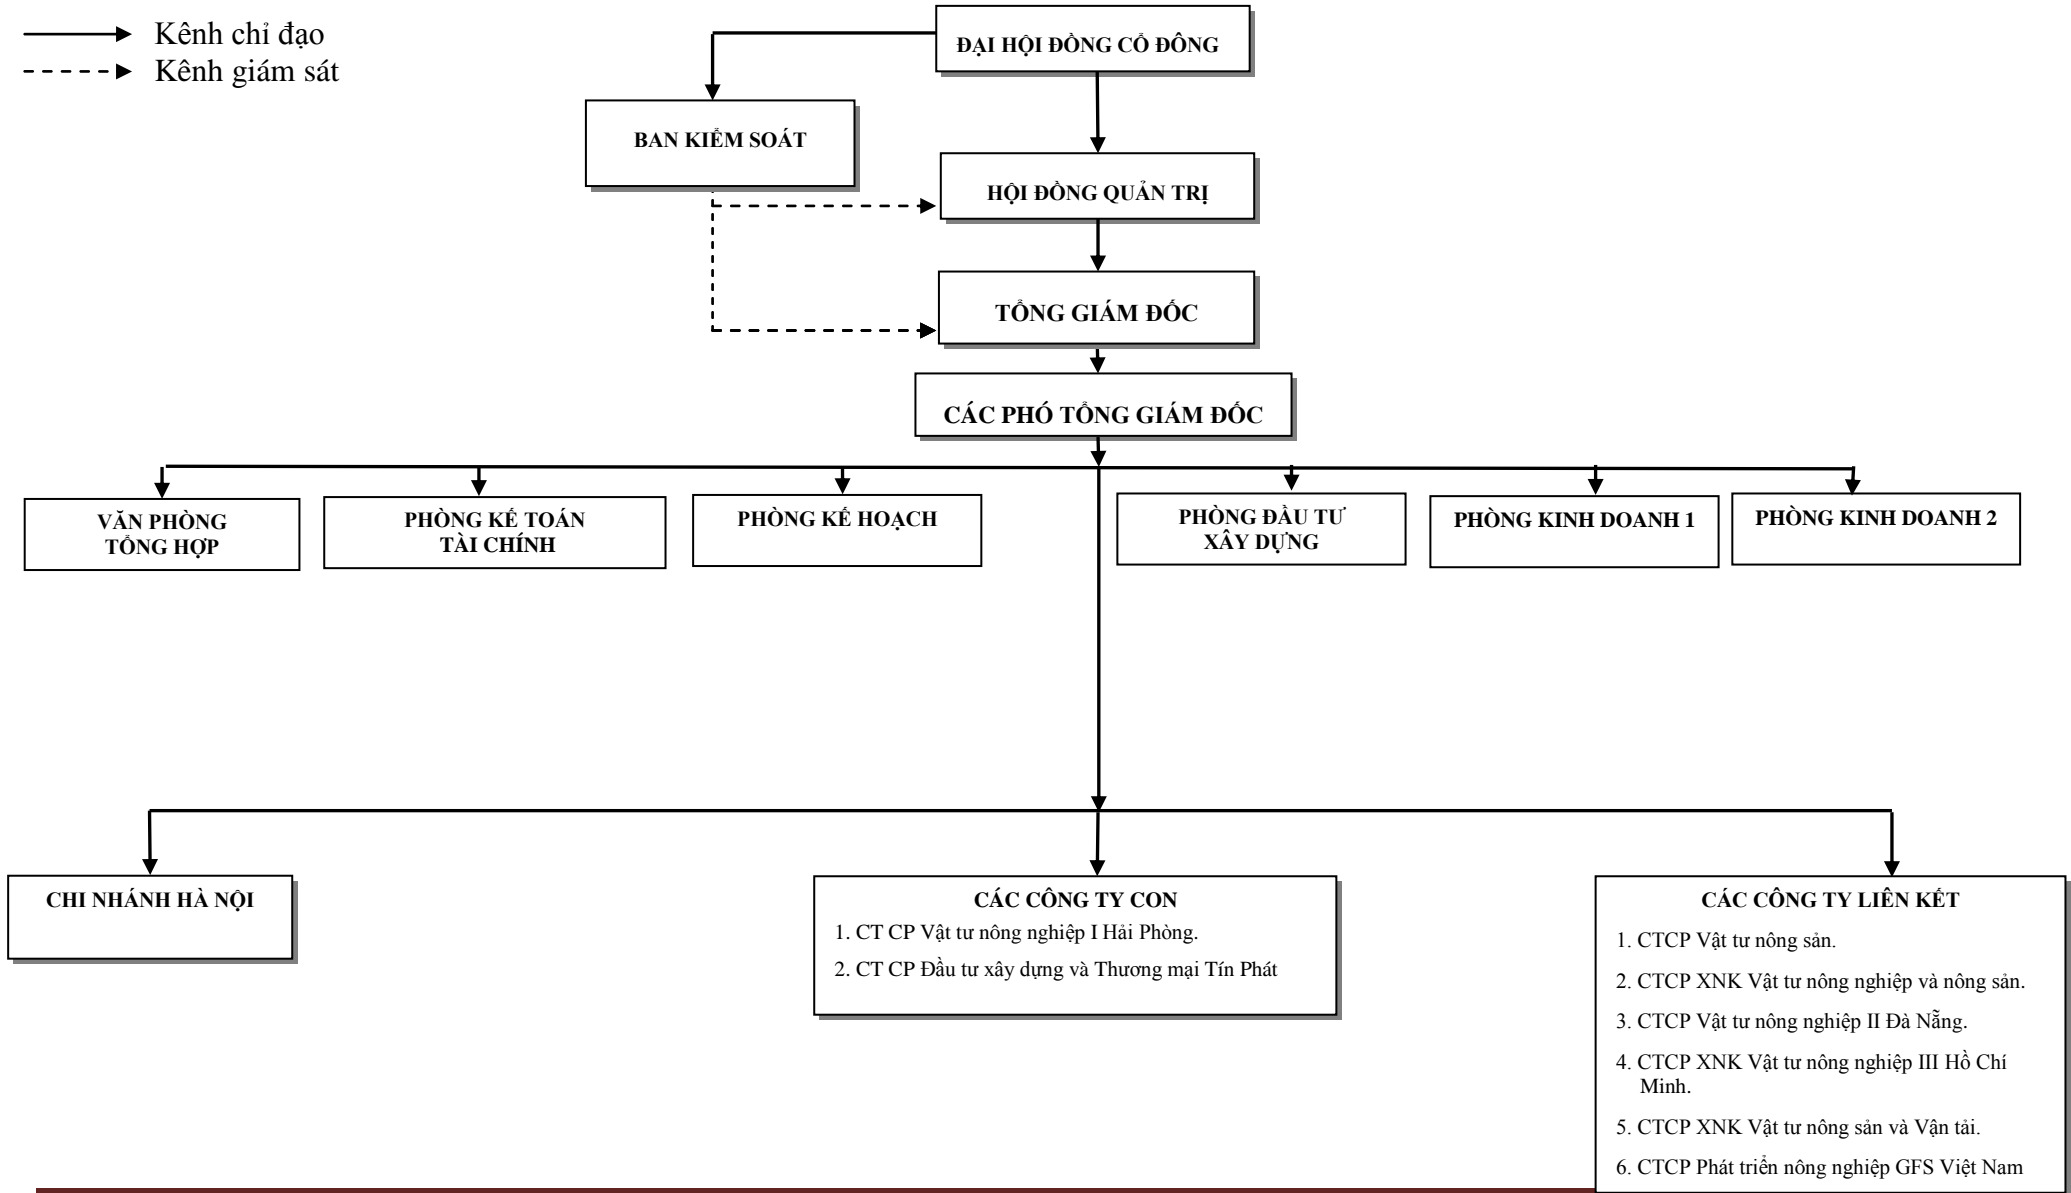 Kênh chỉ đạo
Kênh giám sát
ĐẠI HỘI ĐỒNG CỔ ĐÔNG
BAN KIỂM SOÁT
HỘI ĐỒNG QUẢN TRỊ
TỔNG GIÁM ĐỐC
CÁC PHÓ TỔNG GIÁM ĐỐC
VĂN PHÒNG
TỔNG HỢP
PHÒNG KẾ TOÁN
TÀI CHÍNH
PHÒNG KẾ HOẠCH
PHÒNG ĐẦU TƯ
XÂY DỰNG
PHÒNG KINH DOANH 1
PHÒNG KINH DOANH 2
CHI NHÁNH HÀ NỘI
CÁC CÔNG TY CON
1. CT CP Vật tư nông nghiệp I Hải Phòng.
2. CT CP Đầu tư xây dựng và Thương mại Tín Phát
CÁC CÔNG TY LIÊN KẾT
1. CTCP Vật tư nông sản.
2. CTCP XNK Vật tư nông nghiệp và nông sản.
3. CTCP Vật tư nông nghiệp II Đà Nẵng.
4. CTCP XNK Vật tư nông nghiệp III Hồ Chí
Minh.
5. CTCP XNK Vật tư nông sản và Vận tải.
6. CTCP Phát triển nông nghiệp GFS Việt Nam